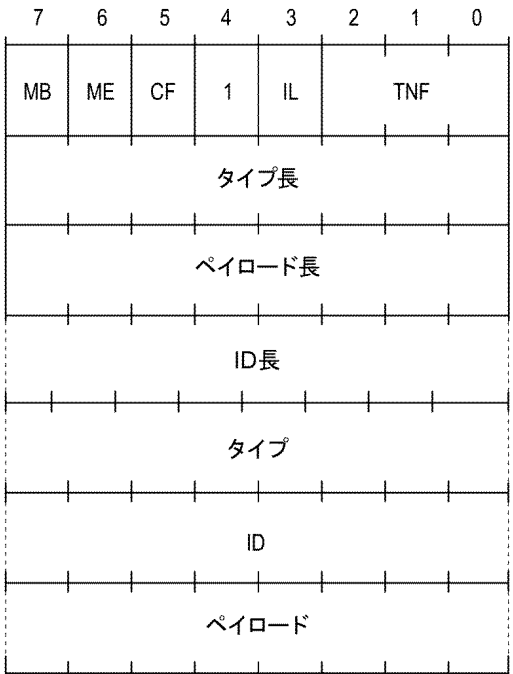 7 6 5 4 3 2 1 0
MB ME CF 1 IL TNF
タイプ長
ペイロード長
ID長
タイプ
ID
ペイロード